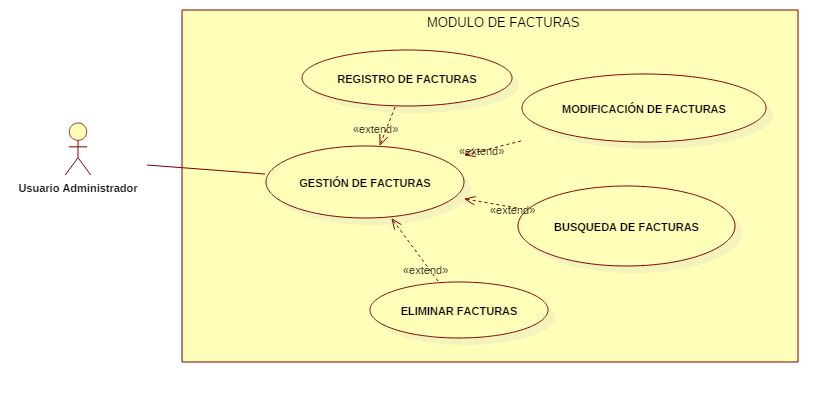 MODULO DE FACTURAS
REGISTRO DE FACTURAS
MODIFICACIÓN DE FACTURAS
«extend»
«extend»
GESTIÓN DE FACTURAS
Usuario Administrador
«extend»
BUSQUEDA DE FACTURAS
«extend»
ELIMINAR FACTURAS